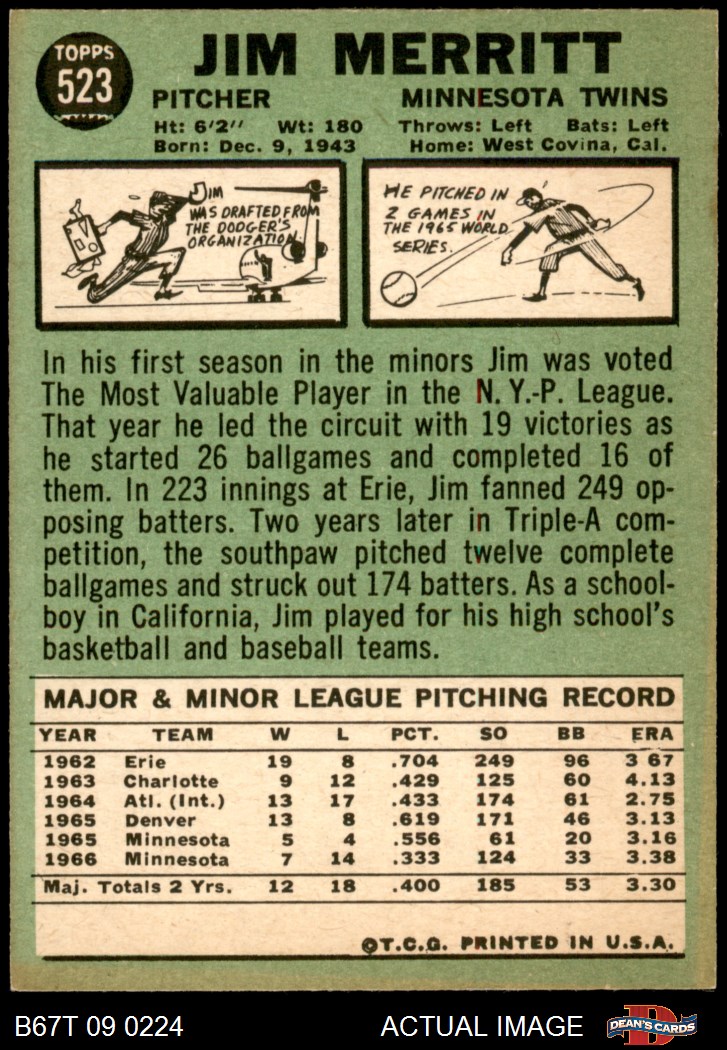 TOPPS
523
JIM MERRITT
PITCHER MINNESOTA TWINS
Ht: 6'2" Wt: 180 Throws: Left Bats: Left
Born: Dec. 9, 1943 Home: West Covina, Cal.
JIM
WAS DRAFTED FROM
THE DODGER'S
ORGANIZATION.
HE PITCHED IN
2 GAMES IN
THE 1965 WORLD
SERIES.
In his first season in the minors Jim was voted
The Most Valuable Player in the N. Y.-P. League.
That year he led the circuit with 19 victories as
he started 26 ballgames and completed 16 of
them. In 223 innings at Erie, Jim fanned 249 op-
posing batters. Two years later in Triple-A com-
petition, the southpaw pitched twelve complete
ballgames and struck out 174 batters. As a school-
boy in California, Jim played for his high school's
basketball and baseball teams.
MAJOR & MINOR LEAGUE PITCHING RECORD
YEAR TEAM W L PCT. SO BB ERA
1962 Erie 19 8 .704 249 96 3 67
1963 Charlotte 9 12 .429 125 60 4.13
1964 Atl. (Int.) 13 17 .433 174 61 2.75
1965 Denver 13 8 .619 171 46 3.13
1965 Minnesota 5 4 .556 61 20 3.16
1966 Minnesota 7 14 .333 124 33 3.38
Maj. Totals 2 Yrs. 12 18 .400 185 53 3.30
©T.C.G. PRINTED IN U.S.A.
B67T 09 0224 ACTUAL IMAGE
DEAN'S CARDS